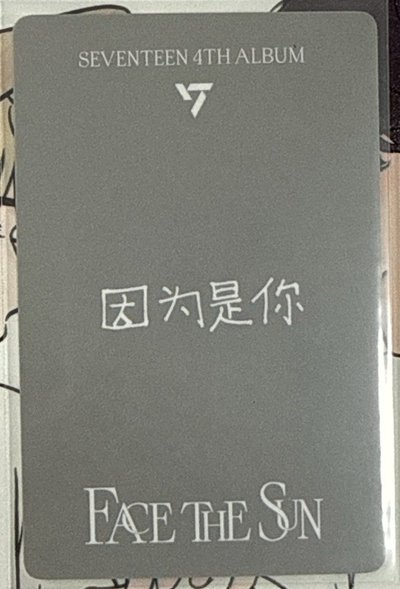 SEVENTEEN 4TH ALBUM
因为是你
FACE THE SUN